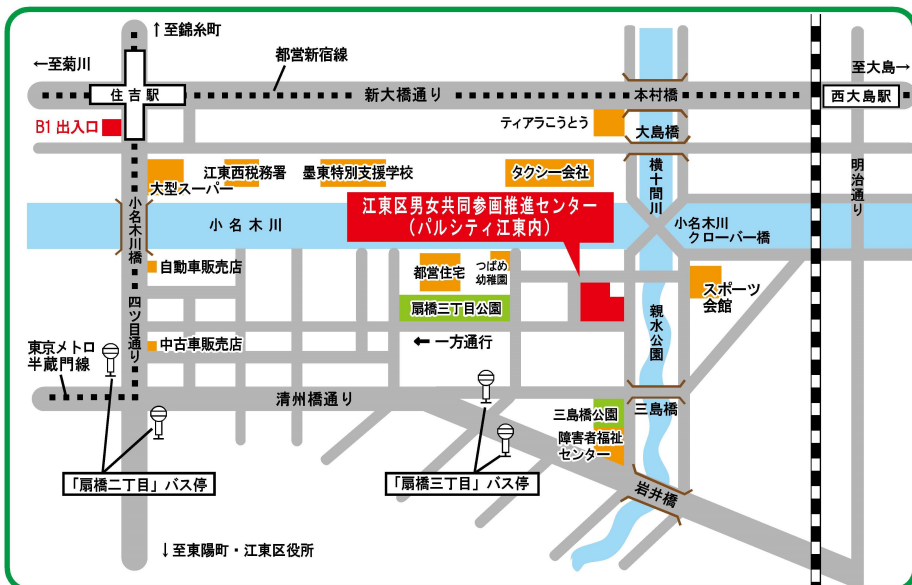 ↑至錦糸町
←至菊川
都営新宿線
至大島→
住吉駅
新大橋通り
本村橋
西大島駅
B1 出入口
ティアラこうとう
大島橋
大型スーパー
江東西税務署
墨東特別支援学校
タクシー会社
横十間川
明治通り
小名木川橋
小名木川
江東区男女共同参画推進センター
（パルシティ江東内）
小名木川
クローバー橋
自動車販売店
都営住宅
つばめ
幼稚園
スポーツ
会館
四ツ目通り
扇橋三丁目公園
親水公園
中古車販売店
← 一方通行
東京メトロ
半蔵門線
清州橋通り
三島橋公園
三島橋
障害者福祉
センター
「扇橋二丁目」バス停
「扇橋三丁目」バス停
岩井橋
↓至東陽町・江東区役所